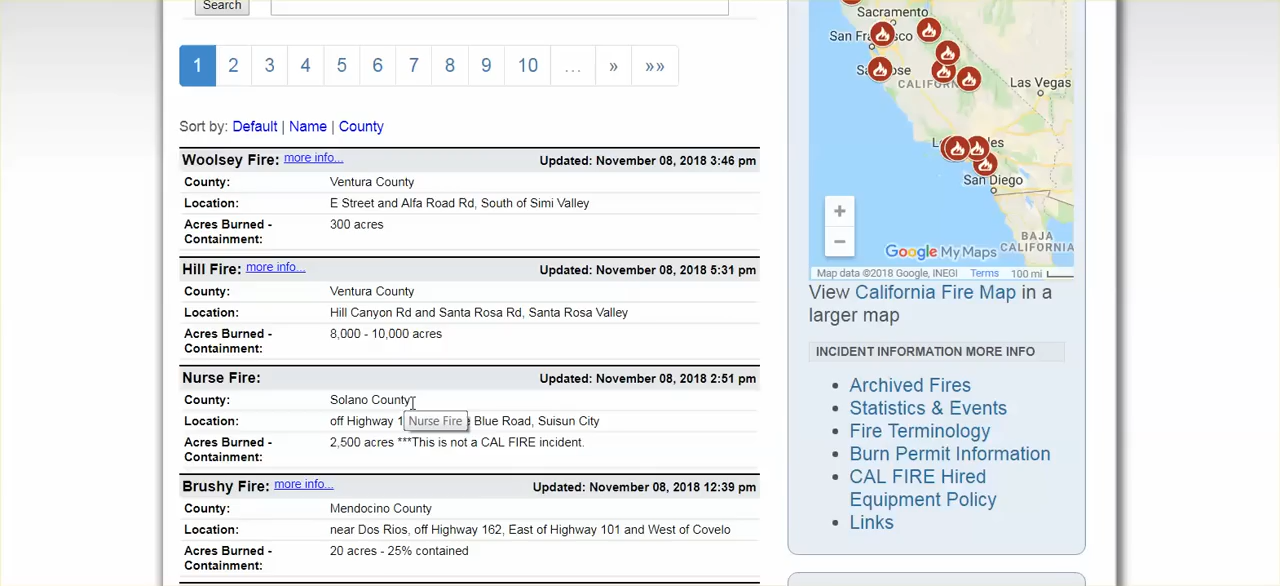 Search
1 2 3 4 5 6 7 8 9 10 ... » »»
Sort by: Default | Name | County
Woolsey Fire: more info... Updated: November 08, 2018 3:46 pm
County: Ventura County
Location: E Street and Alfa Road Rd, South of Simi Valley
Acres Burned - 300 acres
Containment:
Hill Fire: more info... Updated: November 08, 2018 5:31 pm
County: Ventura County
Location: Hill Canyon Rd and Santa Rosa Rd, Santa Rosa Valley
Acres Burned - 8,000 - 10,000 acres
Containment:
Nurse Fire: Updated: November 08, 2018 2:51 pm
County: Solano County
Location: off Highway 1 Blue Road, Suisun City
Nurse Fire
Acres Burned - 2,500 acres ***This is not a CAL FIRE incident.
Containment:
Brushy Fire: more info... Updated: November 08, 2018 12:39 pm
County: Mendocino County
Location: near Dos Rios, off Highway 162, East of Highway 101 and West of Covelo
Acres Burned - 20 acres - 25% contained
Containment:
Sacramento
San
Las Vegas
CALIFOR
San Diego
BAJA
CALIFORNIA
+
−
Google My Maps
Map data ©2018 Google, INEGI Terms 100 mi
View California Fire Map in a
larger map
INCIDENT INFORMATION MORE INFO
• Archived Fires
• Statistics & Events
• Fire Terminology
• Burn Permit Information
• CAL FIRE Hired
Equipment Policy
• Links